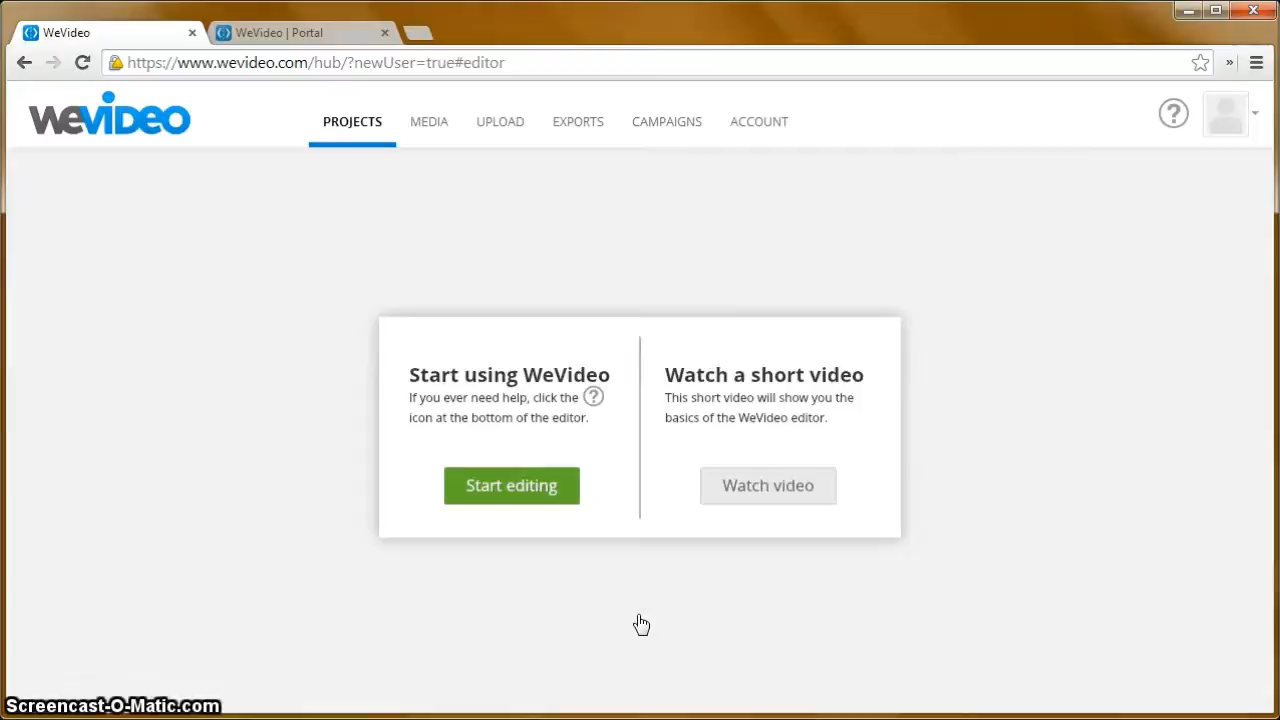 WeVideo
WeVideo | Portal
https://www.wevideo.com/hub/?newUser=true#editor
»
wevideo
PROJECTS
MEDIA
UPLOAD
EXPORTS
CAMPAIGNS
ACCOUNT
?
Start using WeVideo
If you ever need help, click the ?
icon at the bottom of the editor.
Start editing
Watch a short video
This short video will show you the
basics of the WeVideo editor.
Watch video
Screencast-O-Matic.com